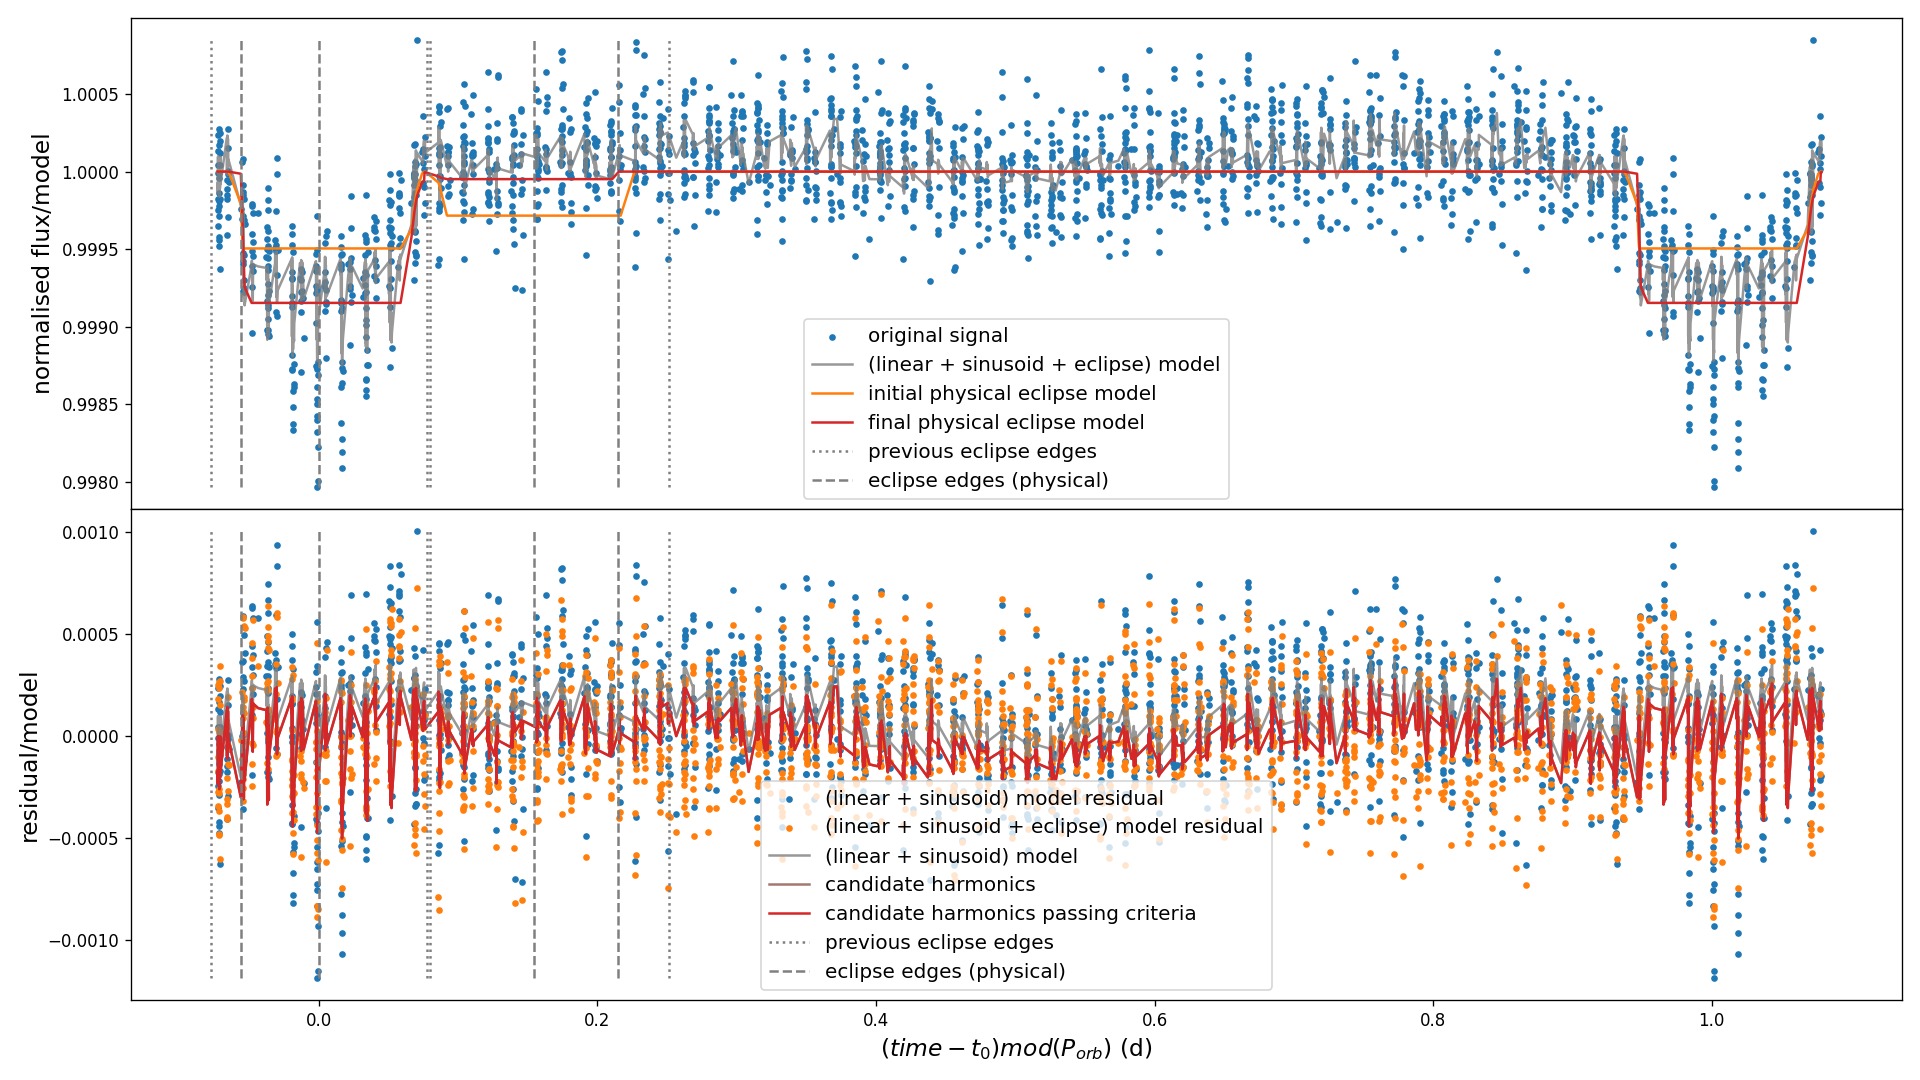 normalised flux/model
1.0005
1.0000
0.9995
0.9990
0.9985
0.9980
original signal
(linear + sinusoid + eclipse) model
initial physical eclipse model
final physical eclipse model
previous eclipse edges
eclipse edges (physical)
residual/model
0.0010
0.0005
0.0000
−0.0005
−0.0010
(linear + sinusoid) model residual
(linear + sinusoid + eclipse) model residual
(linear + sinusoid) model
candidate harmonics
candidate harmonics passing criteria
previous eclipse edges
eclipse edges (physical)
0.0 0.2 0.4 0.6 0.8 1.0
(time − t₀)mod(P_orb) (d)